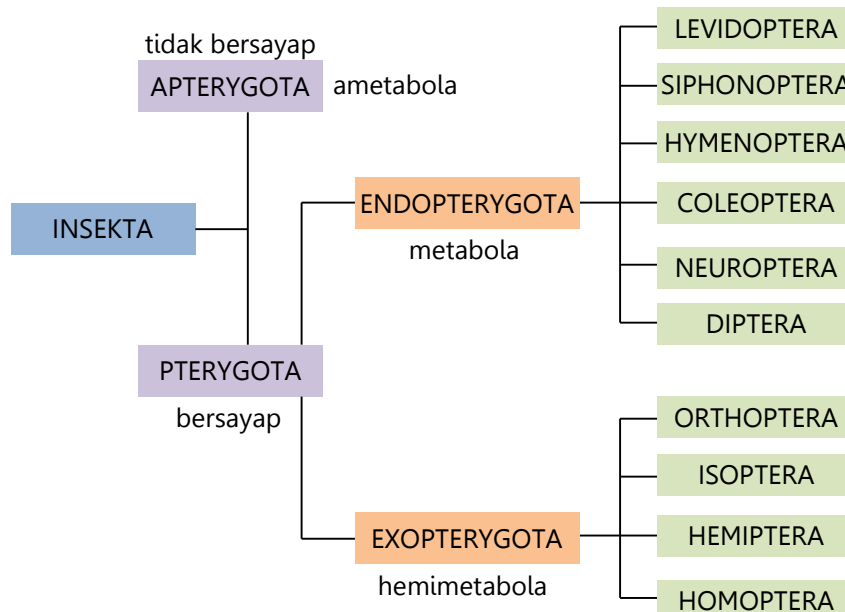 tidak bersayap
APTERYGOTA
ametabola
INSEKTA
PTERYGOTA
bersayap
ENDOPTERYGOTA
metabola
EXOPTERYGOTA
hemimetabola
LEVIDOPTERA
SIPHONOPTERA
HYMENOPTERA
COLEOPTERA
NEUROPTERA
DIPTERA
ORTHOPTERA
ISOPTERA
HEMIPTERA
HOMOPTERA